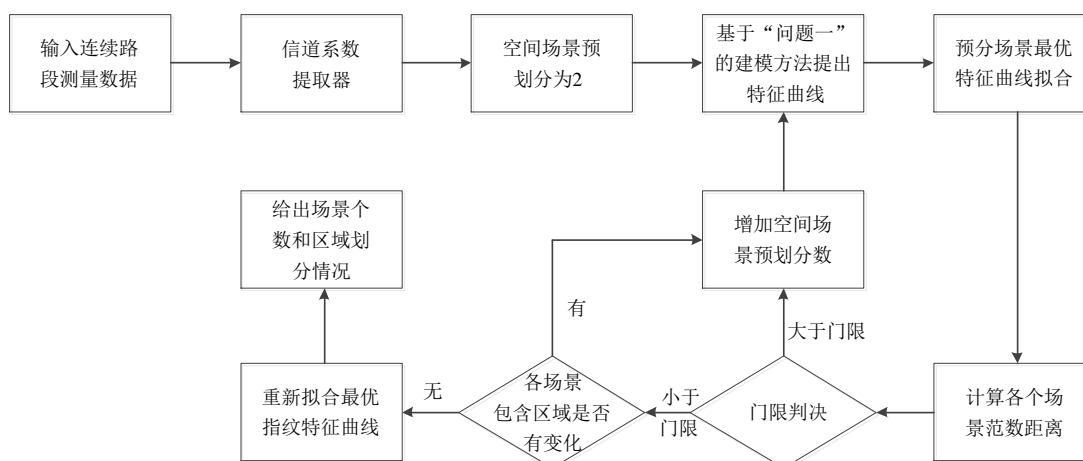 输入连续路
段测量数据
信道系数
提取器
空间场景预
划分为2
基于“问题一”
的建模方法提出
特征曲线
预分场景最优
特征曲线拟合
给出场景个
数和区域划
分情况
增加空间场
景预划分数
有
大于门限
重新拟合最优
指纹特征曲线
无
各场景
包含区域是否
有变化
小于
门限
门限判决
计算各个场
景范数距离